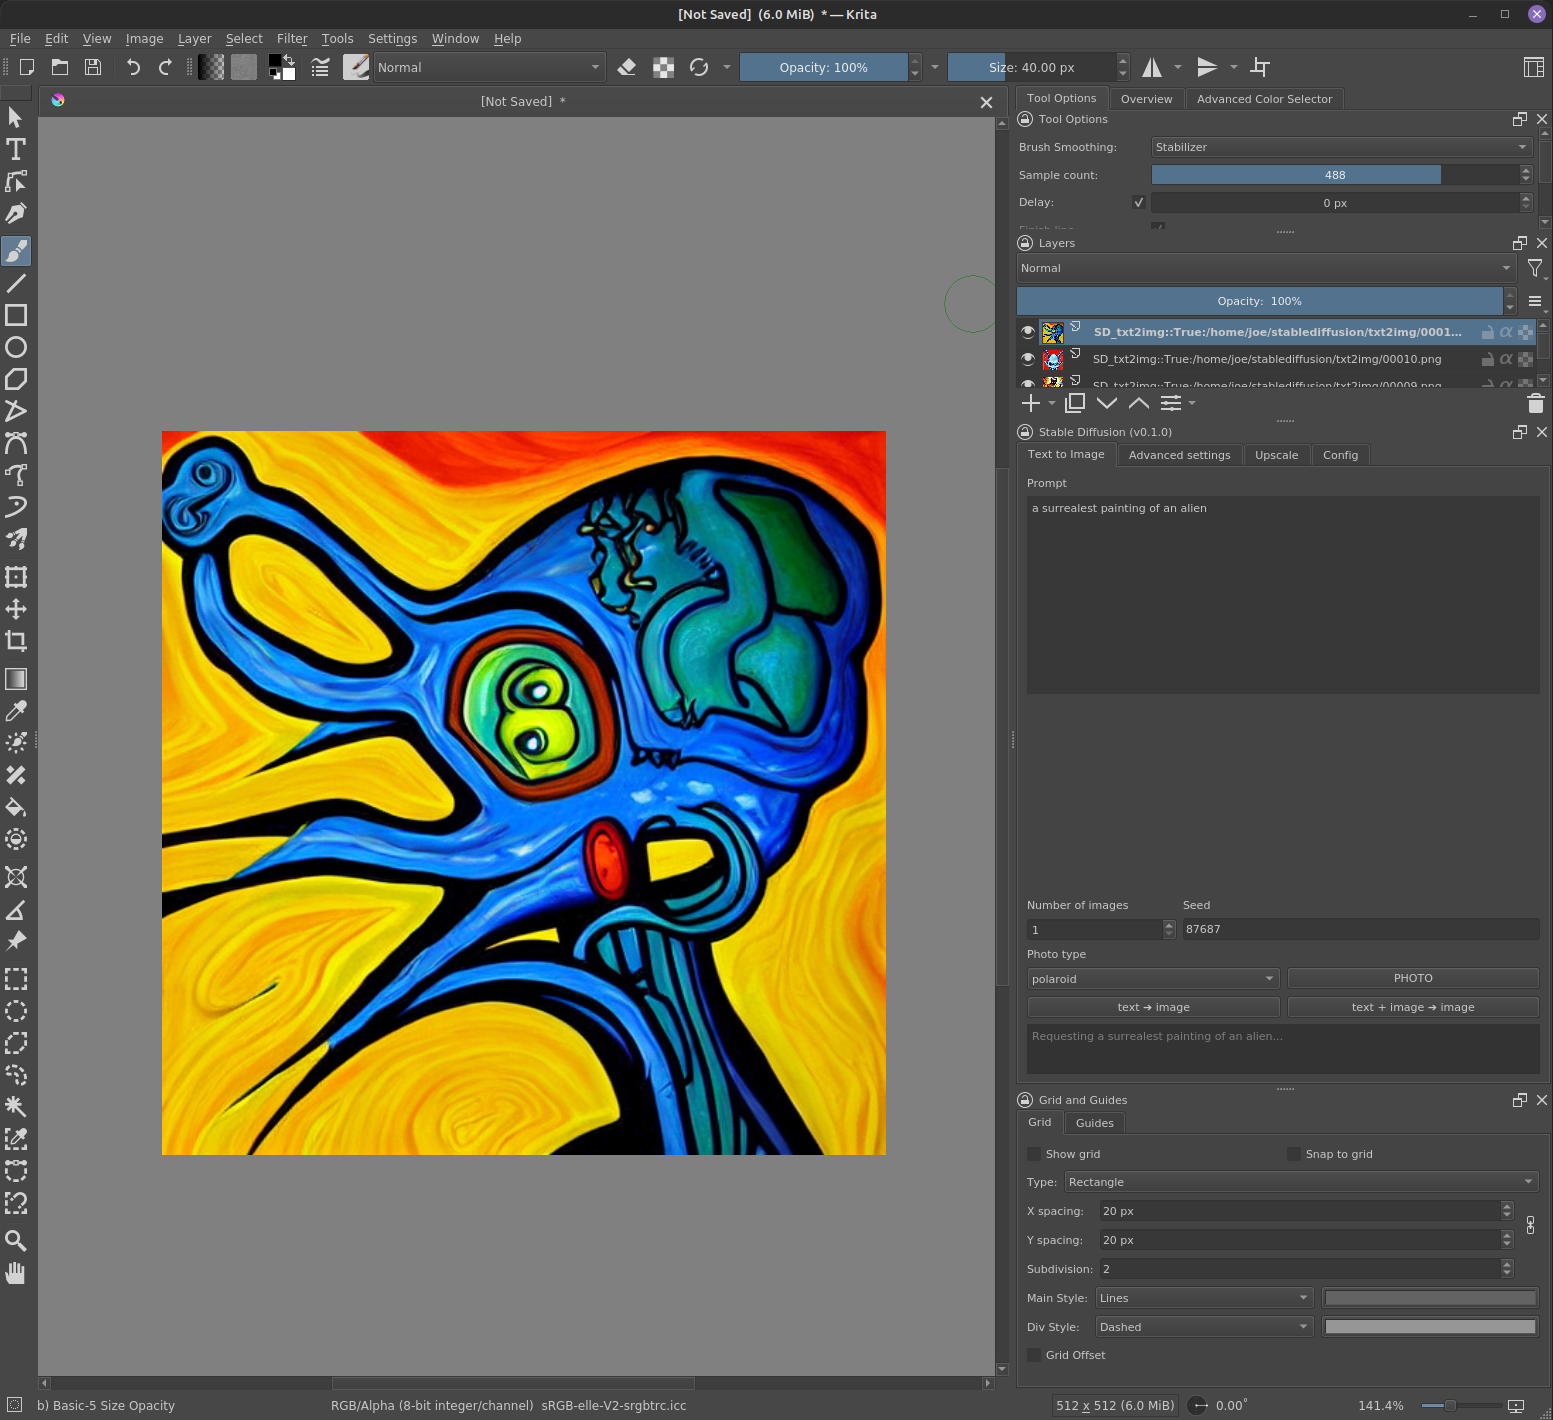 [Not Saved]  (6.0 MiB)  * — Krita
File Edit View Image Layer Select Filter Tools Settings Window Help
Normal
Opacity: 100%
Size: 40.00 px
[Not Saved]  *
Tool Options
Overview
Advanced Color Selector
Tool Options
Brush Smoothing:
Stabilizer
Sample count:
488
Delay:
0 px
Layers
Normal
Opacity:  100%
SD_txt2img::True:/home/joe/stablediffusion/txt2img/0001...
SD_txt2img::True:/home/joe/stablediffusion/txt2img/00010.png
SD_txt2img::True:/home/joe/stablediffusion/txt2img/00009.png
Stable Diffusion (v0.1.0)
Text to Image
Advanced settings
Upscale
Config
Prompt
a surrealest painting of an alien
Number of images
Seed
1
87687
Photo type
polaroid
PHOTO
text ➔ image
text + image ➔ image
Requesting a surrealest painting of an alien...
Grid and Guides
Grid
Guides
Show grid
Snap to grid
Type:
Rectangle
X spacing:
20 px
Y spacing:
20 px
Subdivision:
2
Main Style:
Lines
Div Style:
Dashed
Grid Offset
b) Basic-5 Size Opacity
RGB/Alpha (8-bit integer/channel)  sRGB-elle-V2-srgbtrc.icc
512 x 512 (6.0 MiB)
0.00°
141.4%